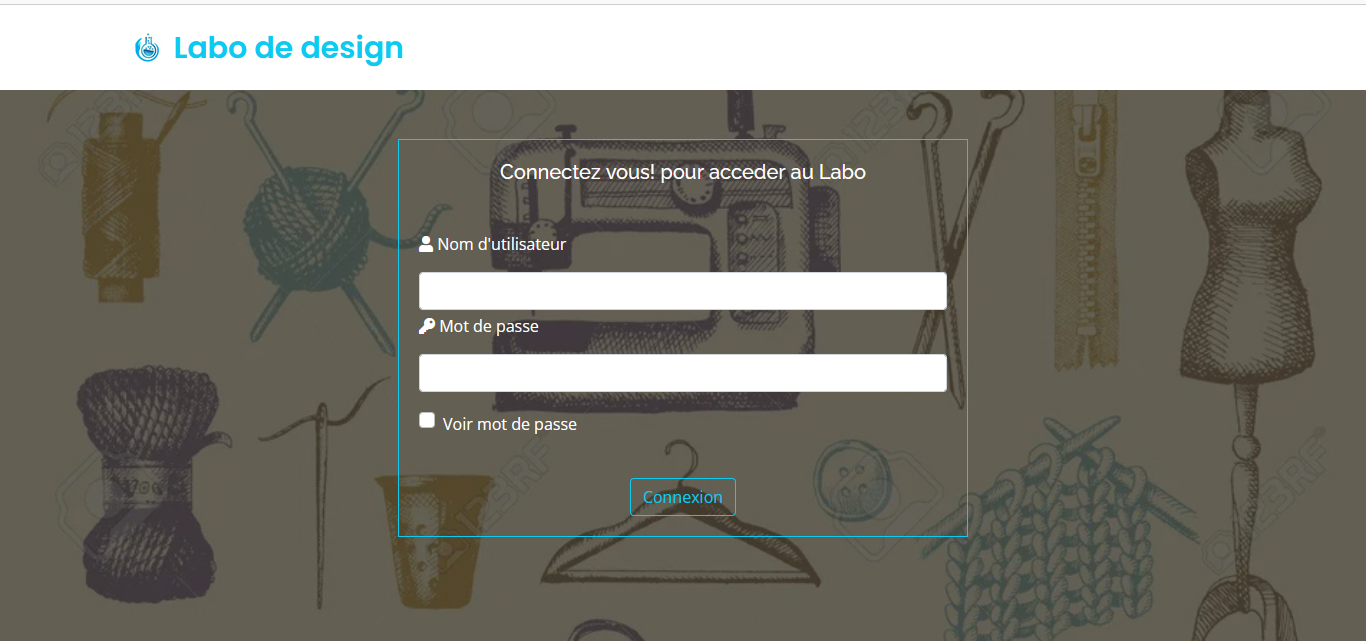 Labo de design
Connectez vous! pour acceder au Labo
Nom d'utilisateur
Mot de passe
Voir mot de passe
Connexion